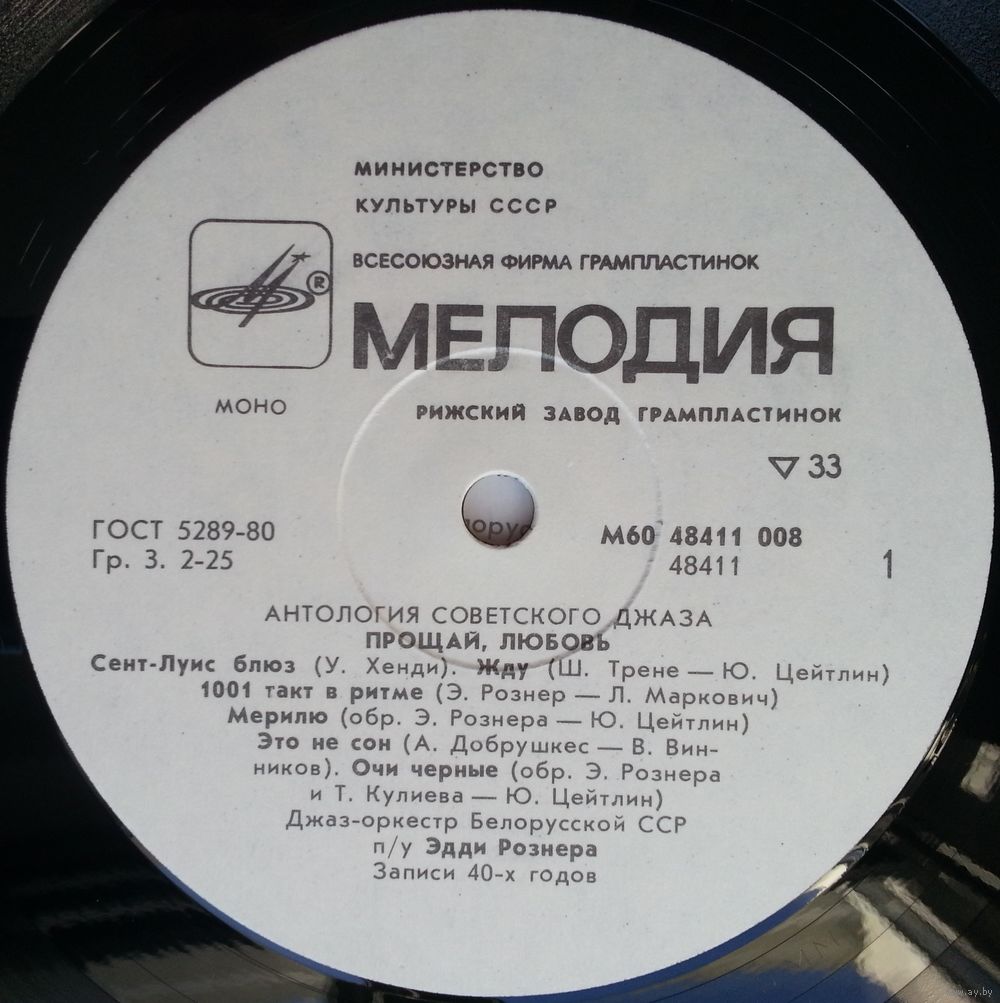 МИНИСТЕРСТВО
КУЛЬТУРЫ СССР
ВСЕСОЮЗНАЯ ФИРМА ГРАМПЛАСТИНОК
®
МЕЛОДИЯ
МОНО
РИЖСКИЙ ЗАВОД ГРАМПЛАСТИНОК
▽ 33
ГОСТ 5289-80
Гр. 3. 2-25
М60 48411 008
48411
1
АНТОЛОГИЯ СОВЕТСКОГО ДЖАЗА
ПРОЩАЙ, ЛЮБОВЬ
Сент-Луис блюз (У. Хенди). Жду (Ш. Трене — Ю. Цейтлин)
1001 такт в ритме (Э. Рознер — Л. Маркович)
Мерилю (обр. Э. Рознера — Ю. Цейтлин)
Это не сон (А. Добрушкес — В. Вин-
ников). Очи черные (обр. Э. Рознера
и Т. Кулиева — Ю. Цейтлин)
Джаз-оркестр Белорусской ССР
п/у Эдди Рознера
Записи 40-х годов
www.ay.by